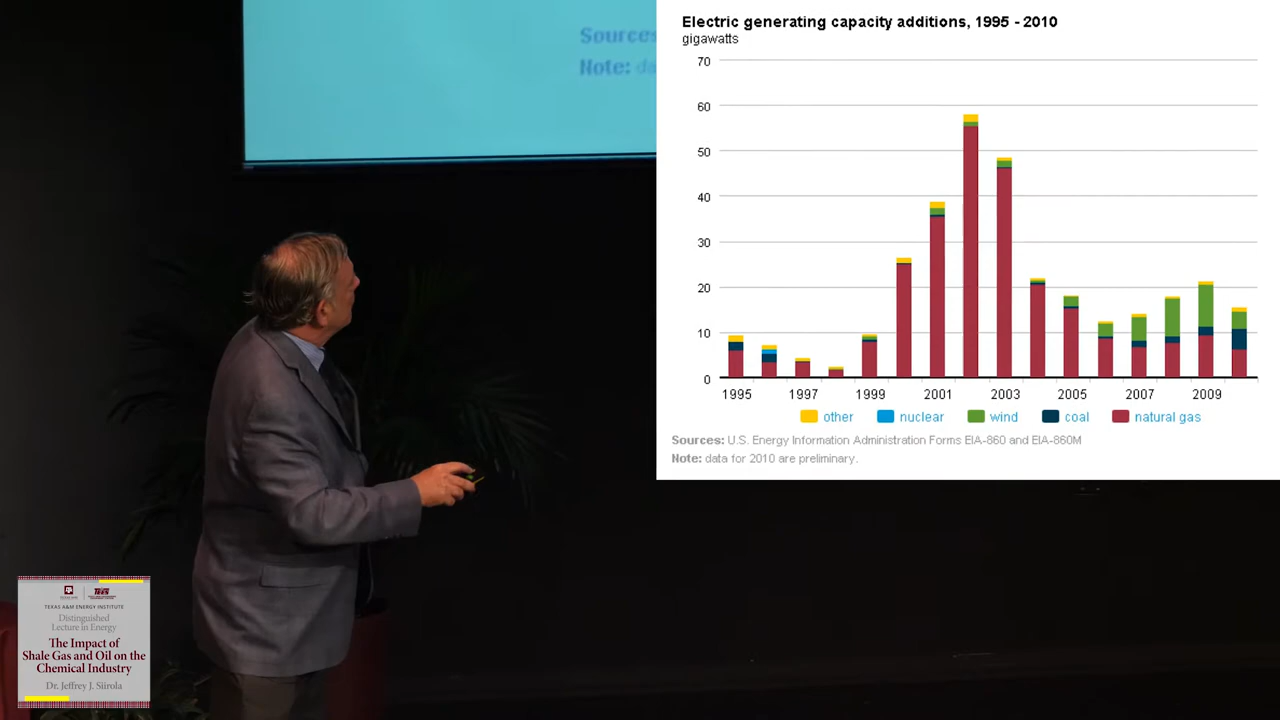 Sources
Note: da
Electric generating capacity additions, 1995 - 2010
gigawatts
70
60
50
40
30
20
10
0
1995 1997 1999 2001 2003 2005 2007 2009
other nuclear wind coal natural gas
Sources: U.S. Energy Information Administration Forms EIA-860 and EIA-860M
Note: data for 2010 are preliminary.
TEXAS A&M ENERGY INSTITUTE
Distinguished
Lecture in Energy
The Impact of
Shale Gas and Oil on the
Chemical Industry
Dr. Jeffrey J. Siirola